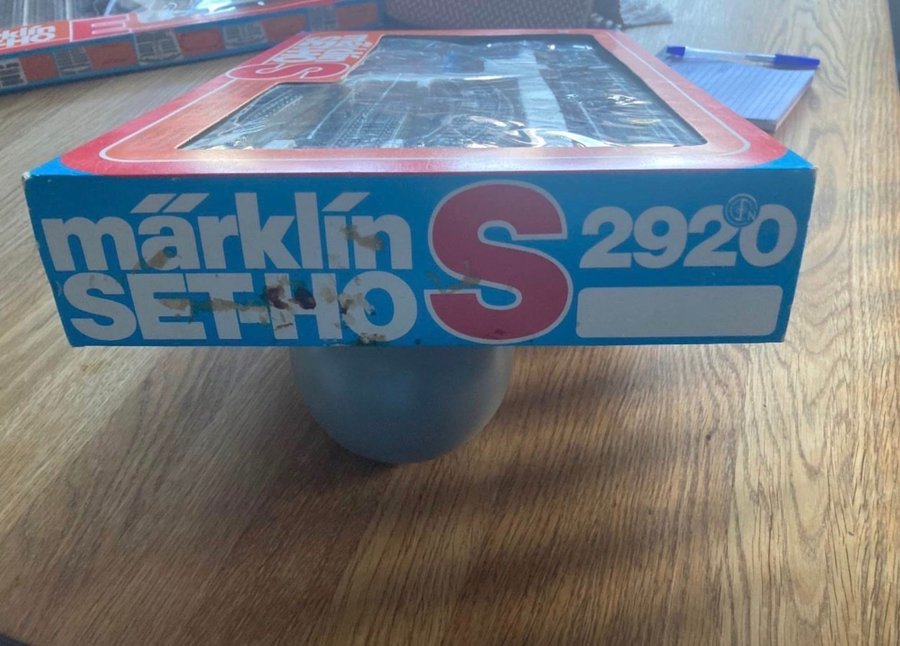 märklin
SET-HO
S
2920